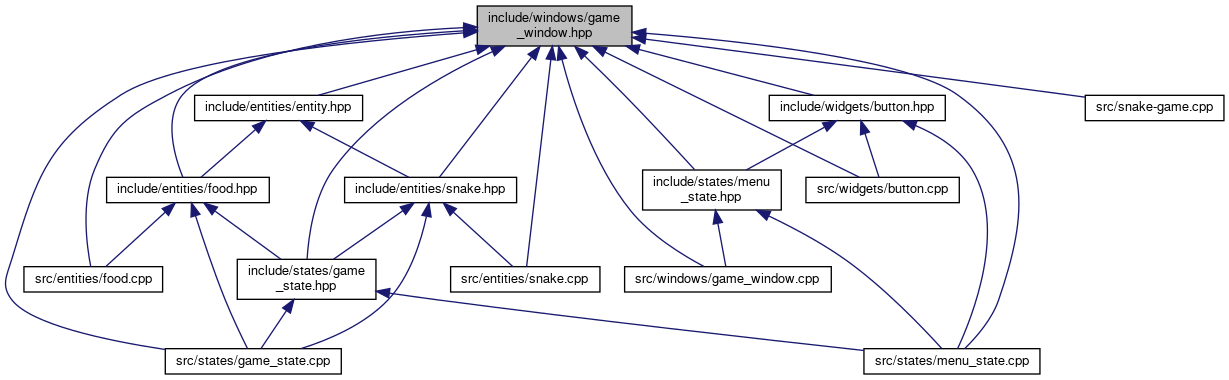 include/windows/game
_window.hpp
include/entities/entity.hpp
include/widgets/button.hpp
src/snake-game.cpp
include/entities/food.hpp
include/entities/snake.hpp
include/states/menu
_state.hpp
src/widgets/button.cpp
src/entities/food.cpp
include/states/game
_state.hpp
src/entities/snake.cpp
src/windows/game_window.cpp
src/states/game_state.cpp
src/states/menu_state.cpp